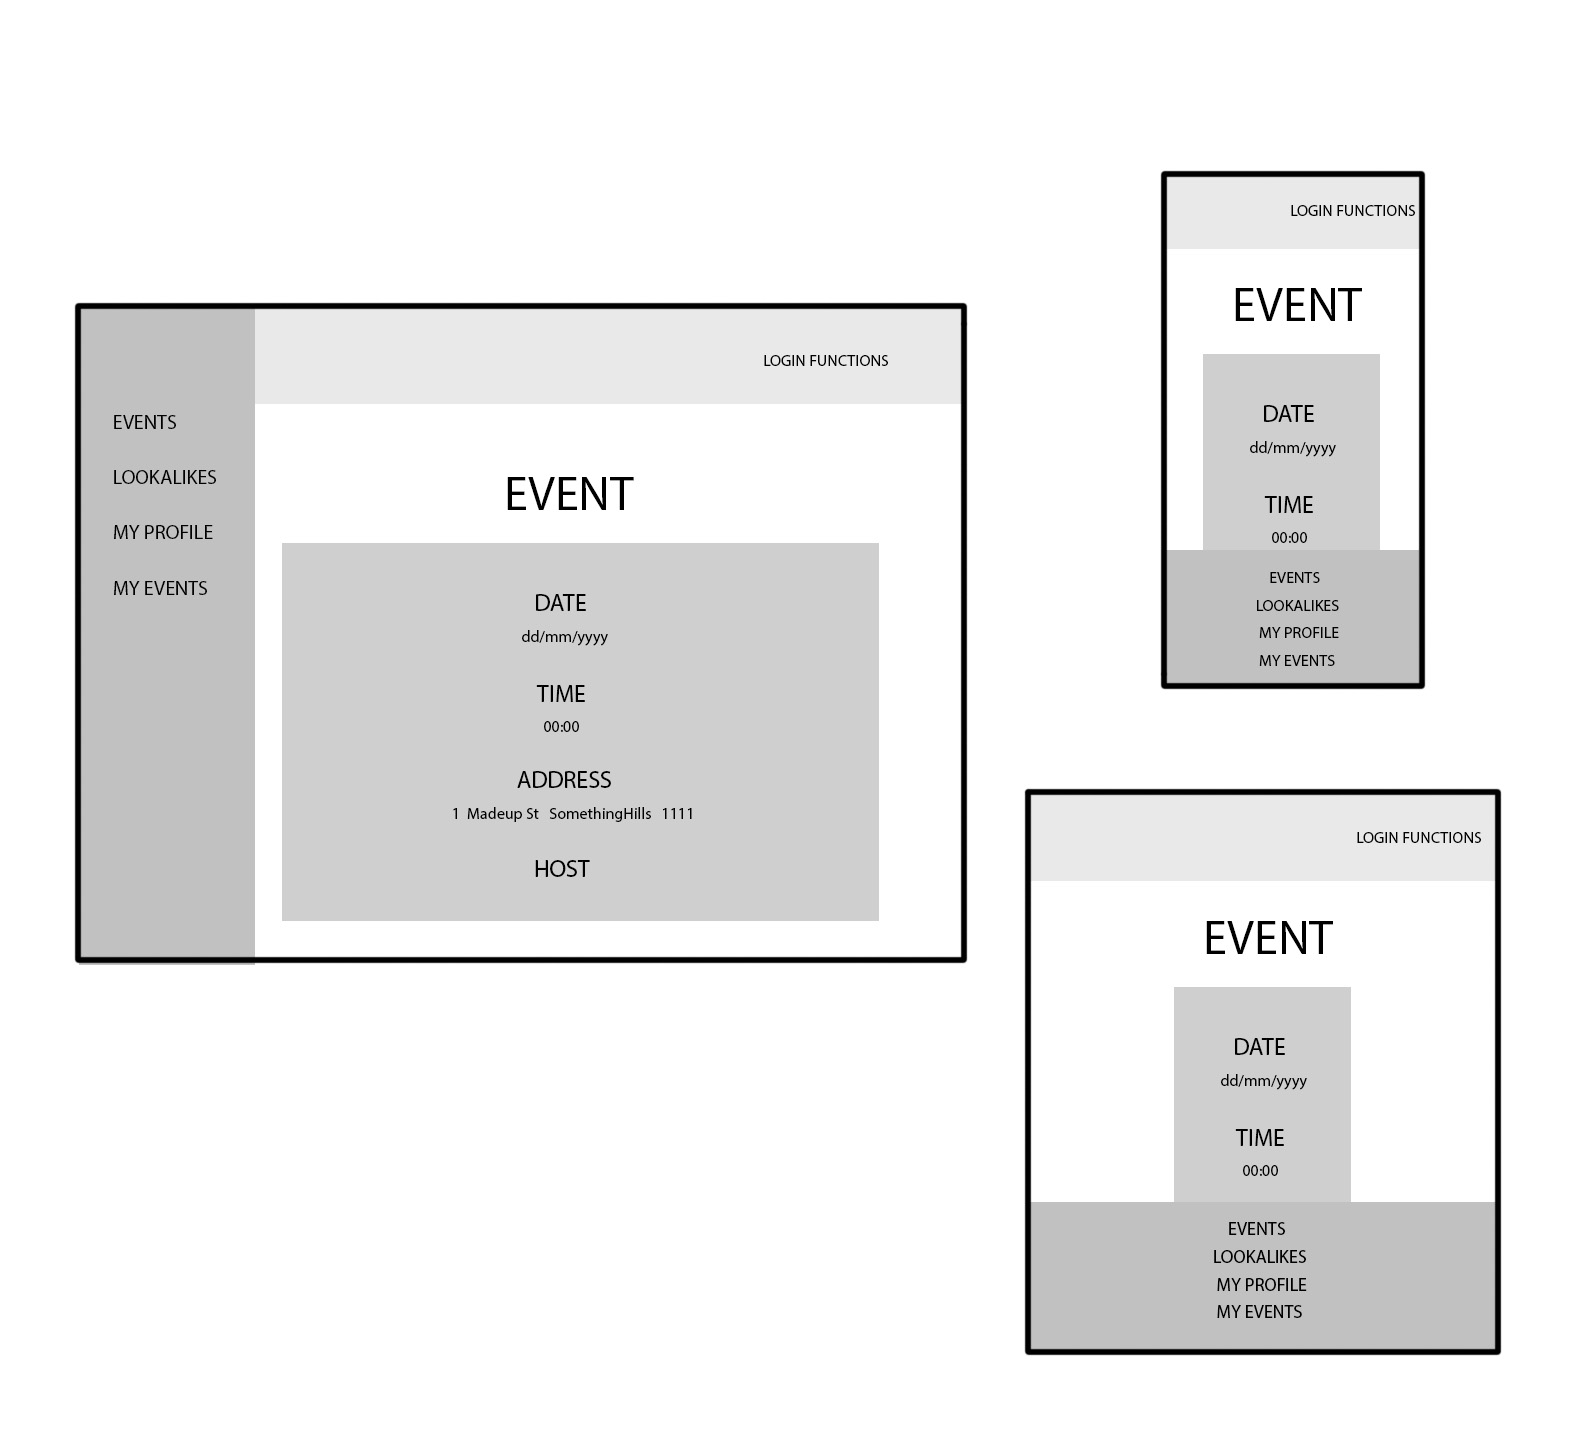 LOGIN FUNCTIONS
EVENTS
LOOKALIKES
MY PROFILE
MY EVENTS
EVENT
DATE
dd/mm/yyyy
TIME
00:00
ADDRESS
1 Madeup St SomethingHills 1111
HOST
LOGIN FUNCTIONS
EVENT
DATE
dd/mm/yyyy
TIME
00:00
EVENTS
LOOKALIKES
MY PROFILE
MY EVENTS
LOGIN FUNCTIONS
EVENT
DATE
dd/mm/yyyy
TIME
00:00
EVENTS
LOOKALIKES
MY PROFILE
MY EVENTS